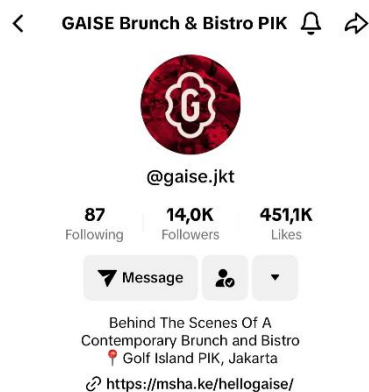 GAISE Brunch & Bistro PIK
G
@gaise.jkt
87 14,0K 451,1K
Following Followers Likes
Message
Behind The Scenes Of A
Contemporary Brunch and Bistro
📍 Golf Island PIK, Jakarta
https://msha.ke/hellogaise/